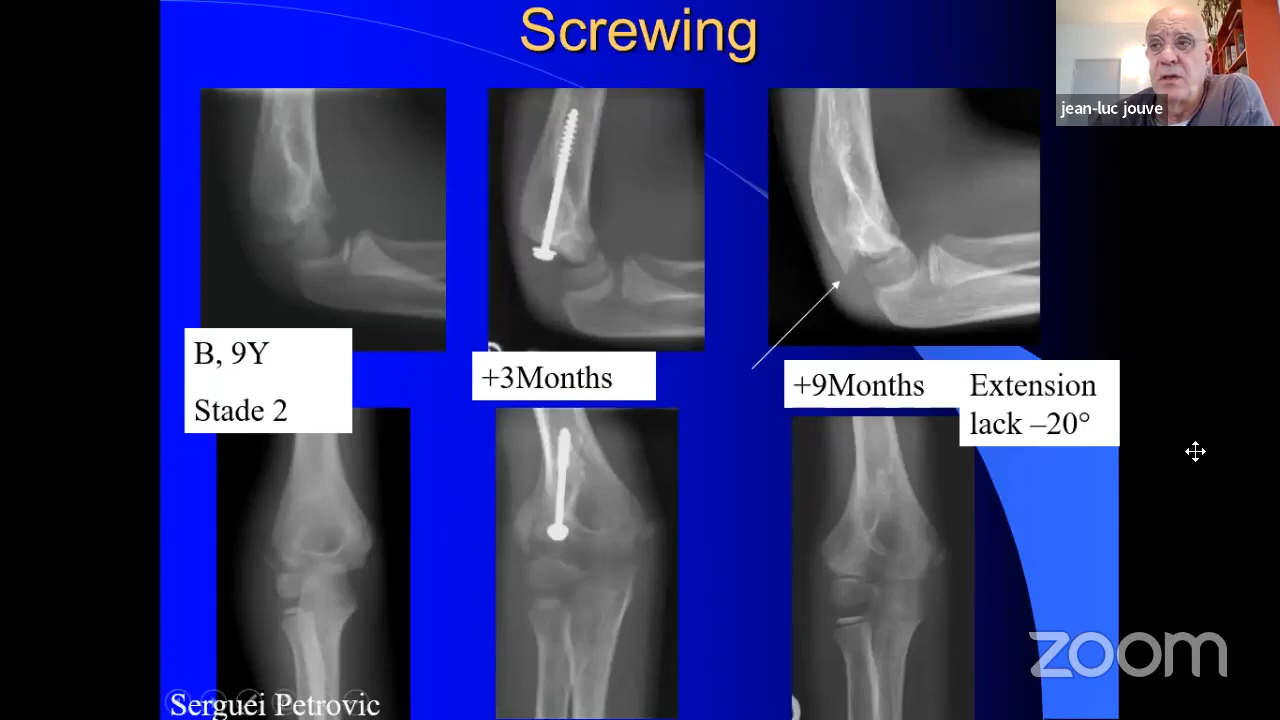 Screwing
jean-luc jouve
B, 9Y
Stade 2
+3Months
+9Months
Extension
lack –20°
Serguei Petrovic
zoom